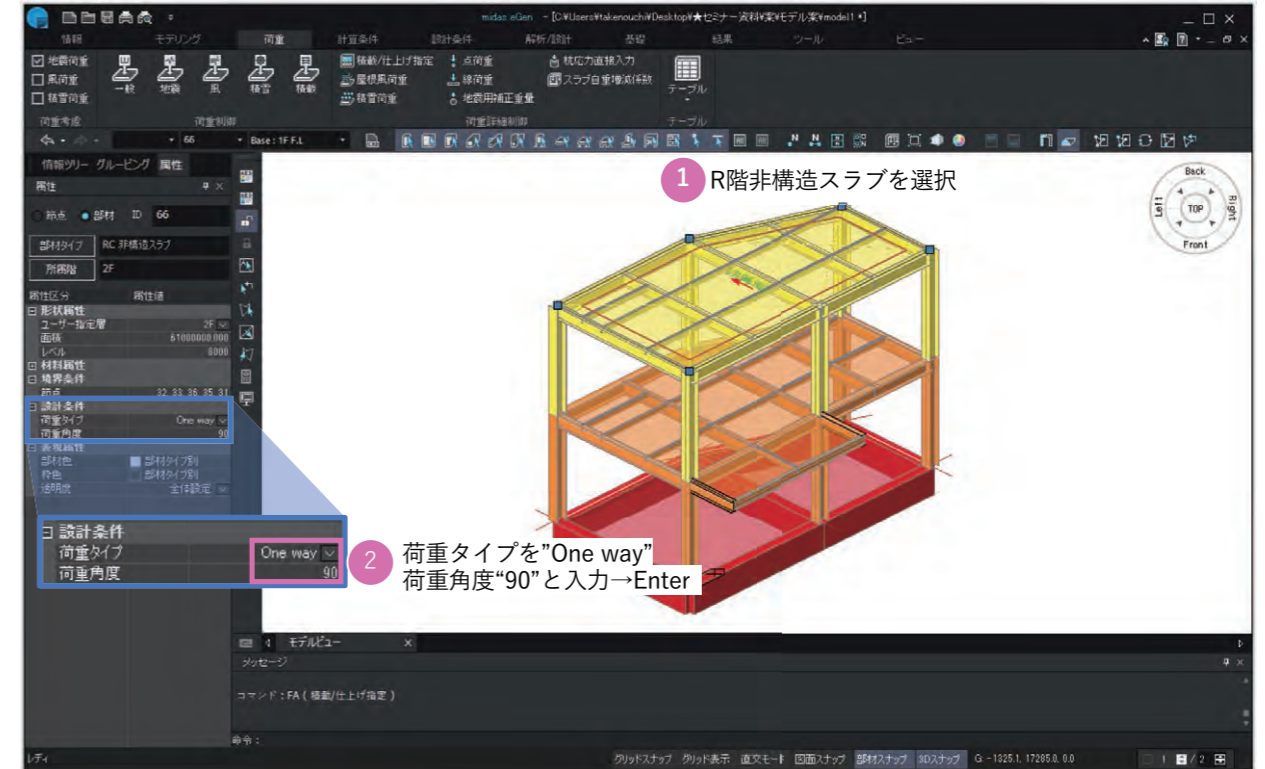 midas eGen - [C:¥Users¥takenouchi¥Desktop¥★セミナー資料¥案¥モデル案¥model1 *]
情報 モデリング 荷重 計算条件 設計条件 解析/設計 基礎 結果 ツール ビュー
地震荷重 一般 地震 風 積雪 積載 積載/仕上げ指定 点荷重 杭応力直接入力 テーブル
風荷重 屋根風荷重 線荷重 スラブ自重増減係数
積雪荷重 積雪荷重 地震用補正重量
荷重考慮 荷重制御 荷重詳細制御 テーブル
66 Base : 1F F.L
情報ツリー グルーピング 属性
属性
節点 部材 ID 66
部材タイプ RC 非構造スラブ
所属階 2F
属性区分 属性値
形状属性
ユーザー指定層 2F
面積 61000000.000
レベル 6000
材料属性
境界条件
節点 32, 33, 36, 35, 31
設計条件
荷重タイプ One way
荷重角度 90
表現属性
部材色 部材タイプ別
枠色 部材タイプ別
透明度 全体設定
設計条件
荷重タイプ One way
荷重角度 90
1 R階非構造スラブを選択
2 荷重タイプを”One way”
荷重角度“90”と入力→Enter
Back
Left TOP Right
Front
モデルビュー
メッセージ
コマンド : FA ( 積載/仕上げ指定 )
命令 :
レディ グリッドスナップ グリッド表示 直交モード 図面スナップ 部材スナップ 3Dスナップ G: -1325.1, 17285.0, 0.0 1 / 2